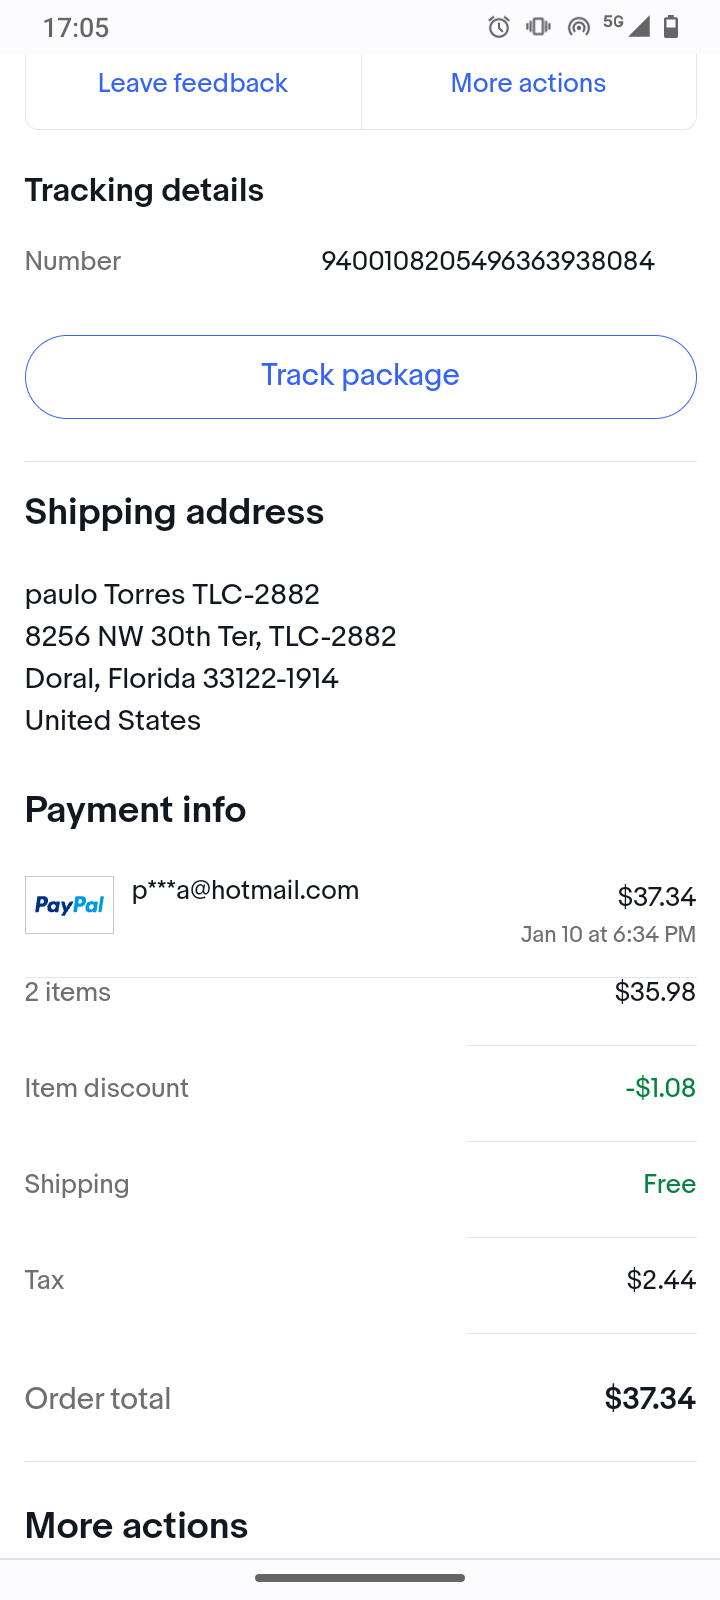 17:05 5G
Leave feedback More actions
Tracking details
Number 9400108205496363938084
Track package
Shipping address
paulo Torres TLC-2882
8256 NW 30th Ter, TLC-2882
Doral, Florida 33122-1914
United States
Payment info
PayPal p***a@hotmail.com $37.34
Jan 10 at 6:34 PM
2 items $35.98
Item discount -$1.08
Shipping Free
Tax $2.44
Order total $37.34
More actions